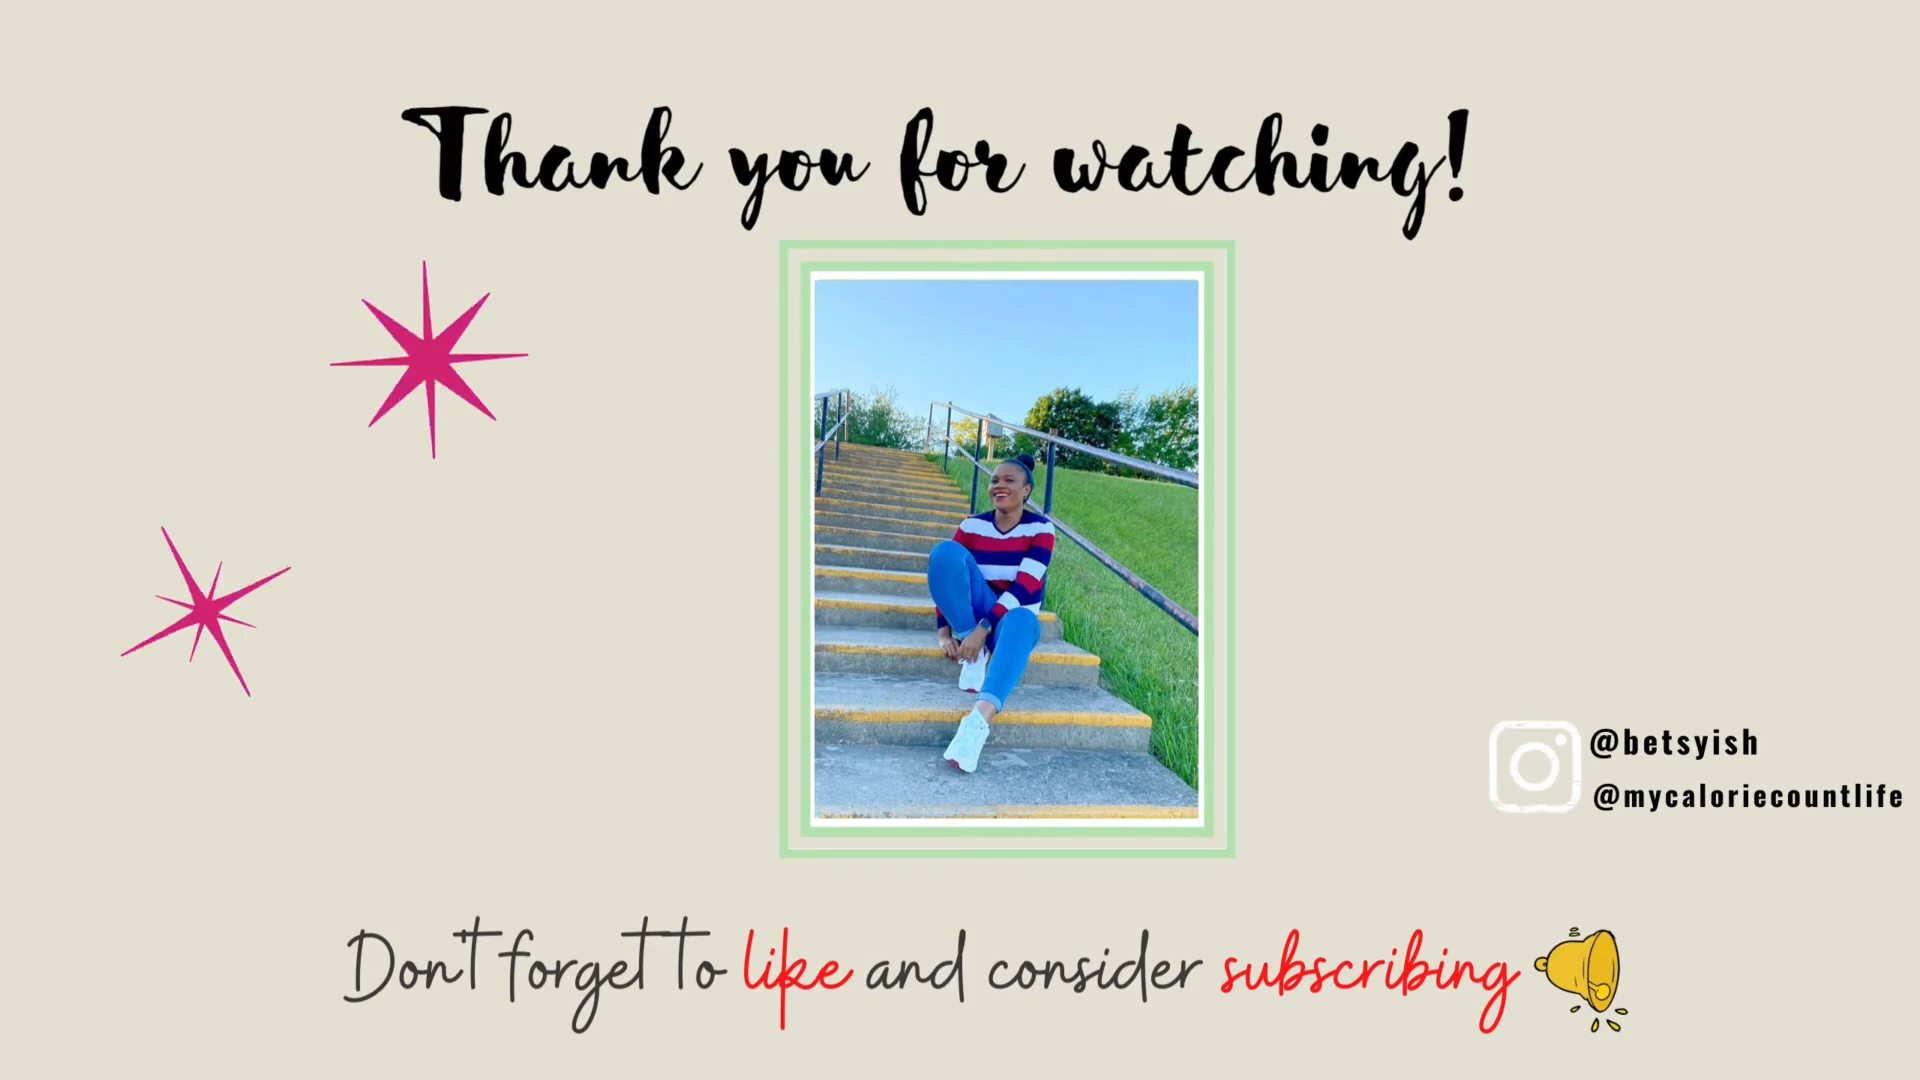 Thank you for watching!
@betsyish
@mycaloriecountlife
Don't forget to like and consider subscribing